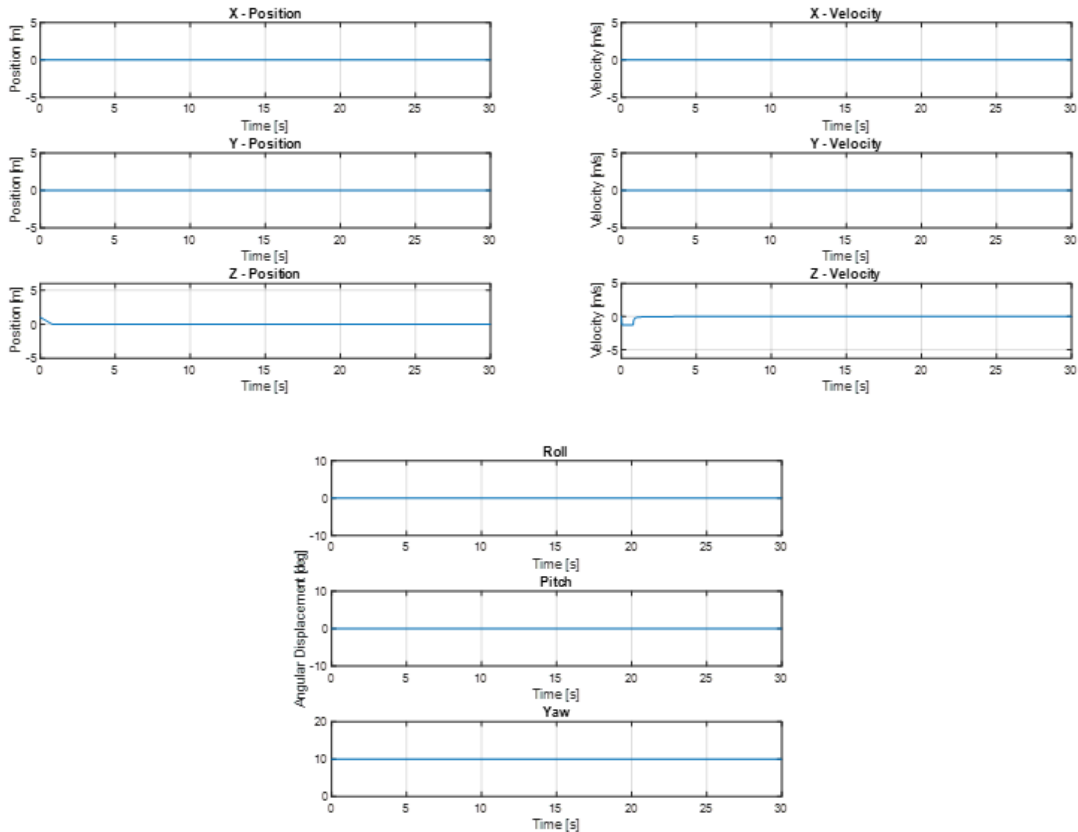 X - Position
Position [m]
5
0
-5
0 5 10 15 20 25 30
Time [s]
X - Velocity
Velocity [m/s]
5
0
-5
0 5 10 15 20 25 30
Time [s]
Y - Position
Position [m]
5
0
-5
0 5 10 15 20 25 30
Time [s]
Y - Velocity
Velocity [m/s]
5
0
-5
0 5 10 15 20 25 30
Time [s]
Z - Position
Position [m]
5
0
-5
0 5 10 15 20 25 30
Time [s]
Z - Velocity
Velocity [m/s]
5
0
-5
0 5 10 15 20 25 30
Time [s]
Angular Displacement [deg]
Roll
10
0
-10
0 5 10 15 20 25 30
Time [s]
Pitch
10
0
-10
0 5 10 15 20 25 30
Time [s]
Yaw
20
10
0
0 5 10 15 20 25 30
Time [s]